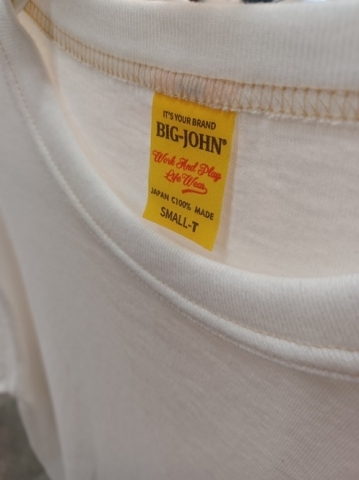 IT'S YOUR BRAND
BIG-JOHN®
Work And Play
Life Wear
JAPAN C100% MADE
SMALL-T